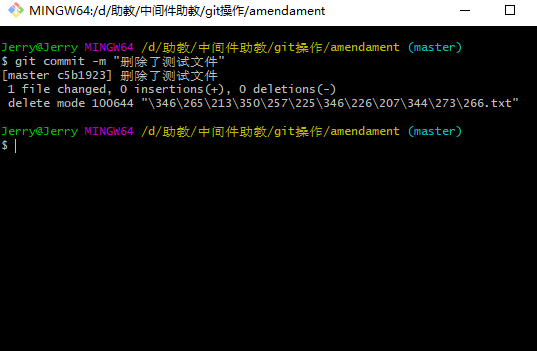 MINGW64:/d/助教/中间件助教/git操作/amendament
Jerry@Jerry MINGW64 /d/助教/中间件助教/git操作/amendament (master)
$ git commit -m "删除了测试文件"
[master c5b1923] 删除了测试文件
1 file changed, 0 insertions(+), 0 deletions(-)
delete mode 100644 "\346\265\213\350\257\225\346\226\207\344\273\266.txt"
Jerry@Jerry MINGW64 /d/助教/中间件助教/git操作/amendament (master)
$